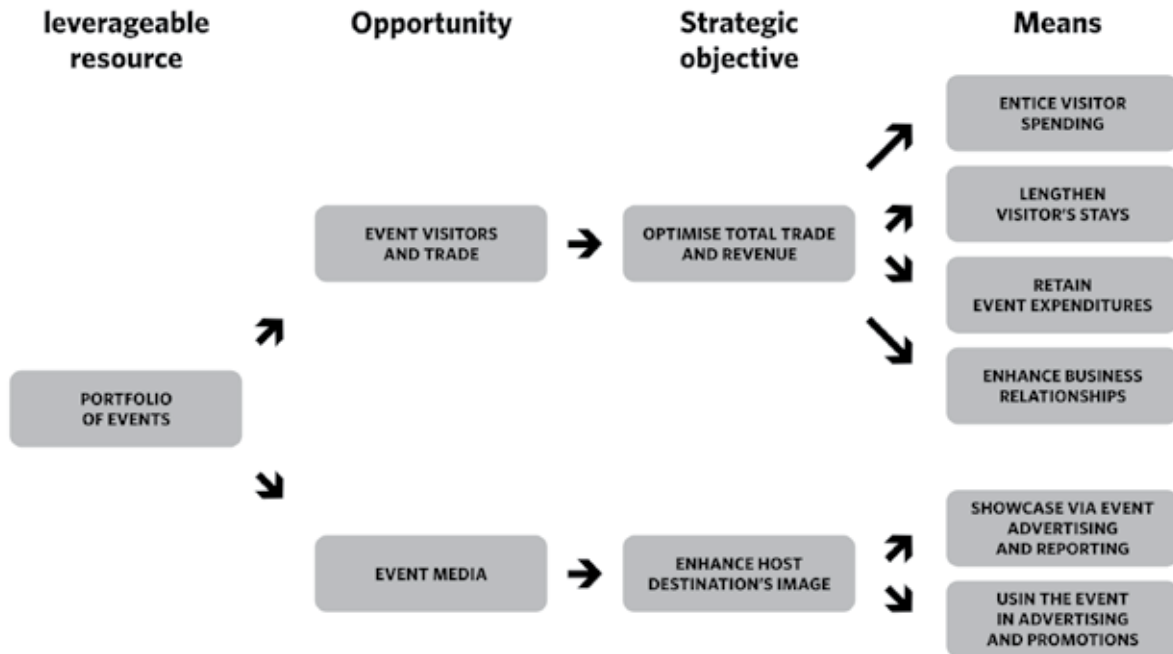 leverageable
resource
Opportunity
Strategic
objective
Means
ENTICE VISITOR
SPENDING
LENGTHEN
VISITOR'S STAYS
EVENT VISITORS
AND TRADE
OPTIMISE TOTAL TRADE
AND REVENUE
RETAIN
EVENT EXPENDITURES
ENHANCE BUSINESS
RELATIONSHIPS
PORTFOLIO
OF EVENTS
SHOWCASE VIA EVENT
ADVERTISING
AND REPORTING
EVENT MEDIA
ENHANCE HOST
DESTINATION'S IMAGE
USIN THE EVENT
IN ADVERTISING
AND PROMOTIONS